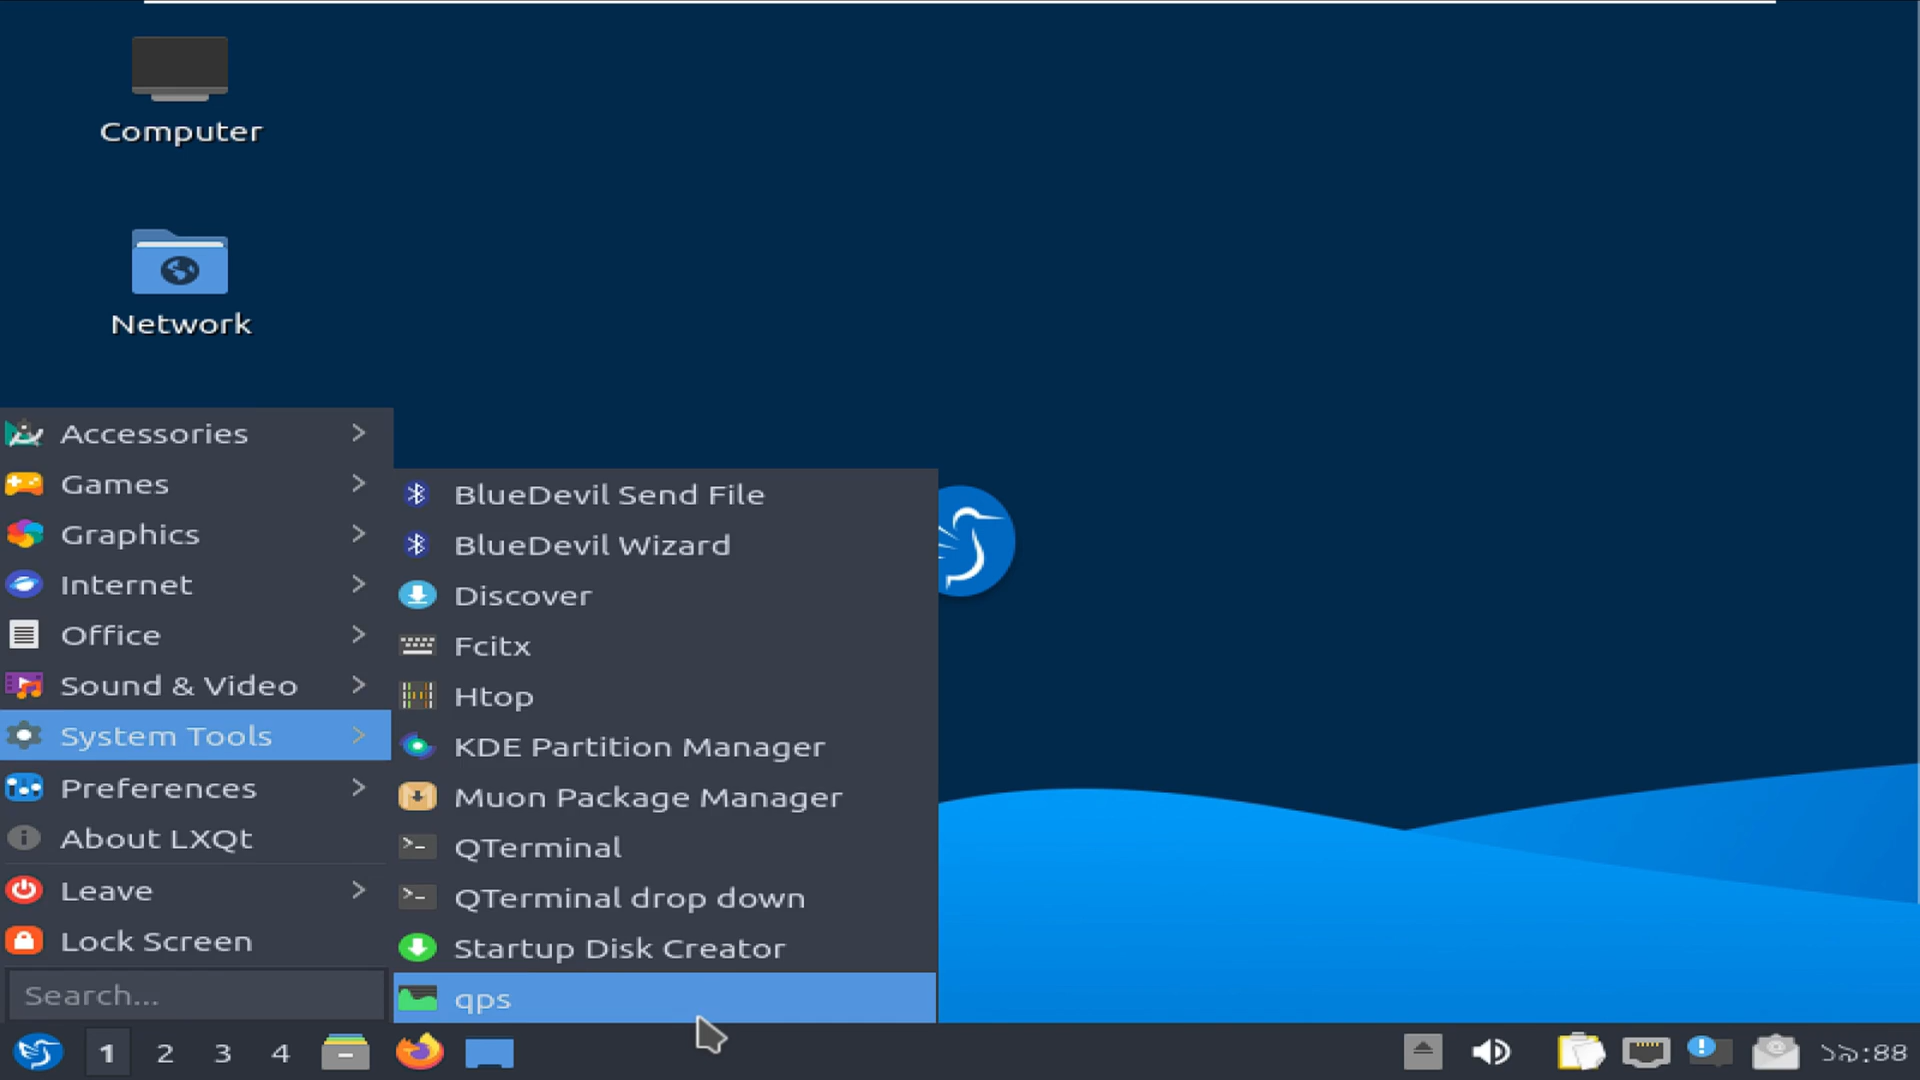 Computer
Network
Accessories
Games
Graphics
Internet
Office
Sound & Video
System Tools
Preferences
About LXQt
Leave
Lock Screen
Search...
BlueDevil Send File
BlueDevil Wizard
Discover
Fcitx
Htop
KDE Partition Manager
Muon Package Manager
QTerminal
QTerminal drop down
Startup Disk Creator
qps
1 2 3 4
১৯:৪৪